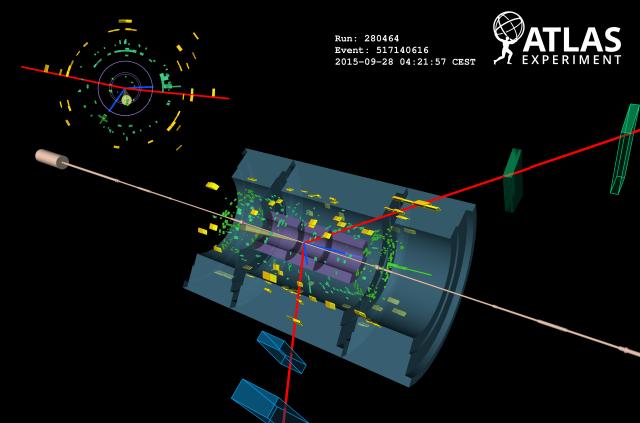 Run: 280464
Event: 517140616
2015-09-28 04:21:57 CEST
ATLAS
EXPERIMENT